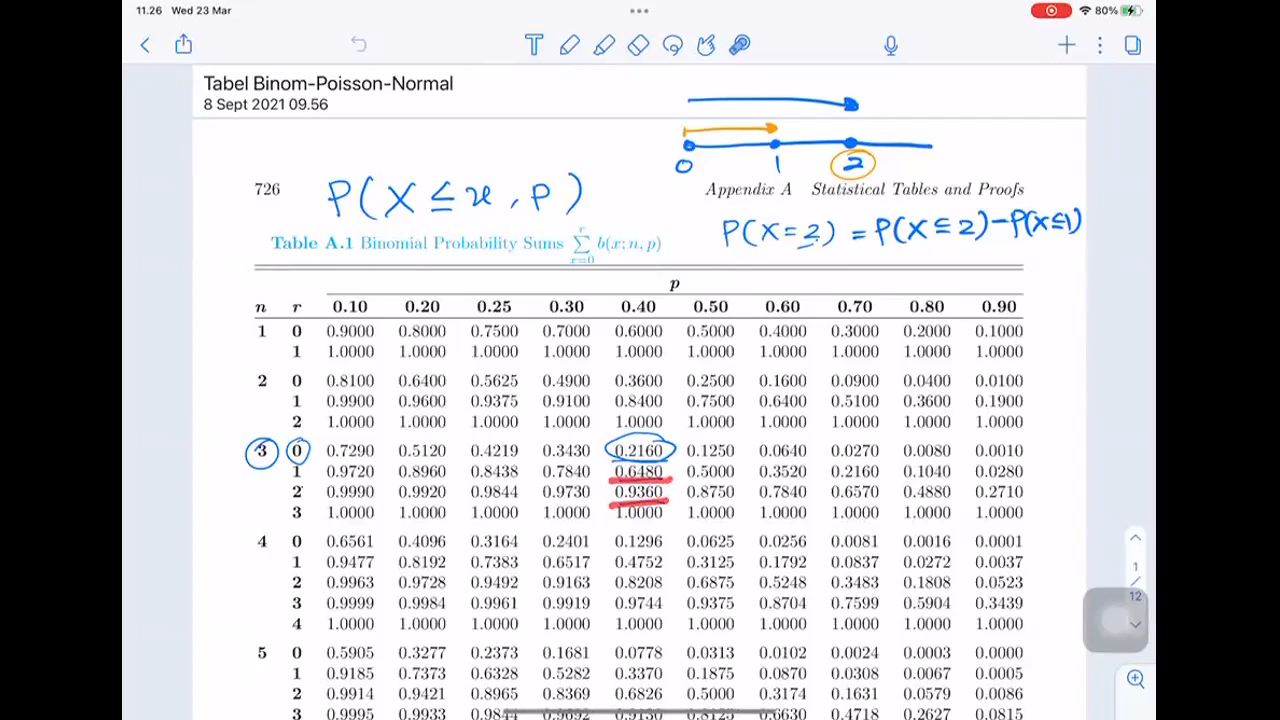 11.26 Wed 23 Mar
80%
Tabel Binom-Poisson-Normal
8 Sept 2021 09.56
0 1 2
726
P(X ≤ x, p)
Appendix A Statistical Tables and Proofs
P(X=2) = P(X≤2)-P(X≤1)
Table A.1 Binomial Probability Sums ∑ r x=0 b(x; n, p)
p
n r 0.10 0.20 0.25 0.30 0.40 0.50 0.60 0.70 0.80 0.90
1 0 0.9000 0.8000 0.7500 0.7000 0.6000 0.5000 0.4000 0.3000 0.2000 0.1000
1 1.0000 1.0000 1.0000 1.0000 1.0000 1.0000 1.0000 1.0000 1.0000 1.0000
2 0 0.8100 0.6400 0.5625 0.4900 0.3600 0.2500 0.1600 0.0900 0.0400 0.0100
1 0.9900 0.9600 0.9375 0.9100 0.8400 0.7500 0.6400 0.5100 0.3600 0.1900
2 1.0000 1.0000 1.0000 1.0000 1.0000 1.0000 1.0000 1.0000 1.0000 1.0000
3 0 0.7290 0.5120 0.4219 0.3430 0.2160 0.1250 0.0640 0.0270 0.0080 0.0010
1 0.9720 0.8960 0.8438 0.7840 0.6480 0.5000 0.3520 0.2160 0.1040 0.0280
2 0.9990 0.9920 0.9844 0.9730 0.9360 0.8750 0.7840 0.6570 0.4880 0.2710
3 1.0000 1.0000 1.0000 1.0000 1.0000 1.0000 1.0000 1.0000 1.0000 1.0000
4 0 0.6561 0.4096 0.3164 0.2401 0.1296 0.0625 0.0256 0.0081 0.0016 0.0001
1 0.9477 0.8192 0.7383 0.6517 0.4752 0.3125 0.1792 0.0837 0.0272 0.0037
2 0.9963 0.9728 0.9492 0.9163 0.8208 0.6875 0.5248 0.3483 0.1808 0.0523
3 0.9999 0.9984 0.9961 0.9919 0.9744 0.9375 0.8704 0.7599 0.5904 0.3439
4 1.0000 1.0000 1.0000 1.0000 1.0000 1.0000 1.0000 1.0000 1.0000 1.0000
5 0 0.5905 0.3277 0.2373 0.1681 0.0778 0.0313 0.0102 0.0024 0.0003 0.0000
1 0.9185 0.7373 0.6328 0.5282 0.3370 0.1875 0.0870 0.0308 0.0067 0.0005
2 0.9914 0.9421 0.8965 0.8369 0.6826 0.5000 0.3174 0.1631 0.0579 0.0086
3 0.9995 0.9933 0.4718 0.2627 0.0815
1 / 12